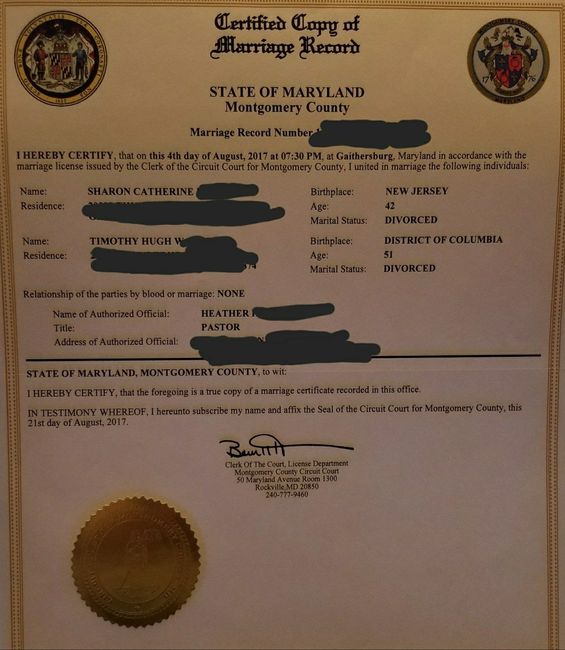 Certified Copy of
Marriage Record
STATE OF MARYLAND
Montgomery County
Marriage Record Number
I HEREBY CERTIFY, that on this 4th day of August, 2017 at 07:30 PM, at Gaithersburg, Maryland in accordance with the
marriage license issued by the Clerk of the Circuit Court for Montgomery County, I united in marriage the following individuals:
Name: SHARON CATHERINE Birthplace: NEW JERSEY
Residence: Age: 42
Marital Status: DIVORCED
Name: TIMOTHY HUGH W Birthplace: DISTRICT OF COLUMBIA
Residence: Age: 51
Marital Status: DIVORCED
Relationship of the parties by blood or marriage: NONE
Name of Authorized Official: HEATHER
Title: PASTOR
Address of Authorized Official:
STATE OF MARYLAND, MONTGOMERY COUNTY, to wit:
I HEREBY CERTIFY, that the foregoing is a true copy of a marriage certificate recorded in this office.
IN TESTIMONY WHEREOF, I hereunto subscribe my name and affix the Seal of the Circuit Court for Montgomery County, this
21st day of August, 2017.
Clerk Of The Court, License Department
Montgomery County Circuit Court
50 Maryland Avenue Room 1300
Rockville,MD 20850
240-777-9460
MONTGOMERY COUNTY
17 76
MARYLAND